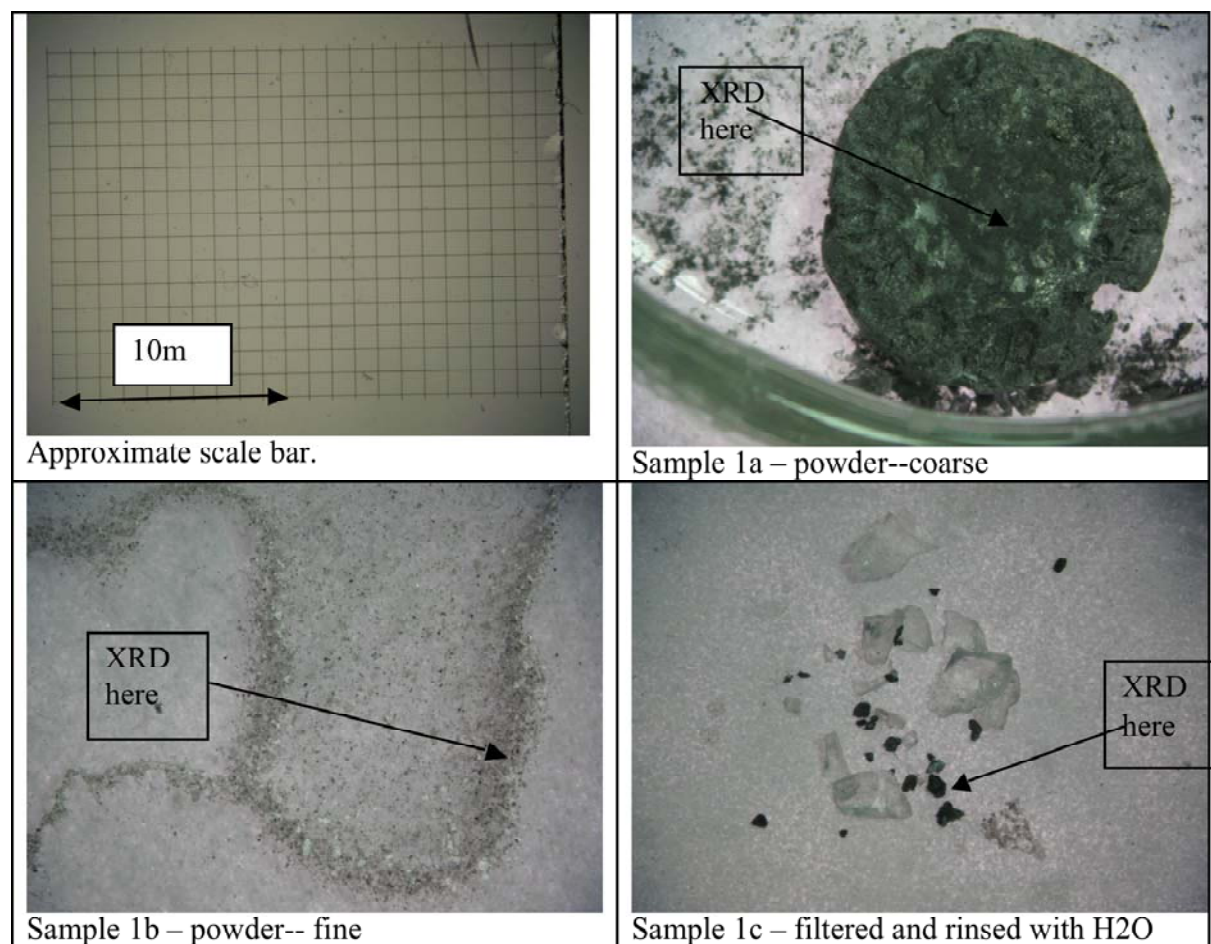 10m
Approximate scale bar.
XRD
here
Sample 1a – powder--coarse
XRD
here
Sample 1b – powder-- fine
XRD
here
Sample 1c – filtered and rinsed with H2O